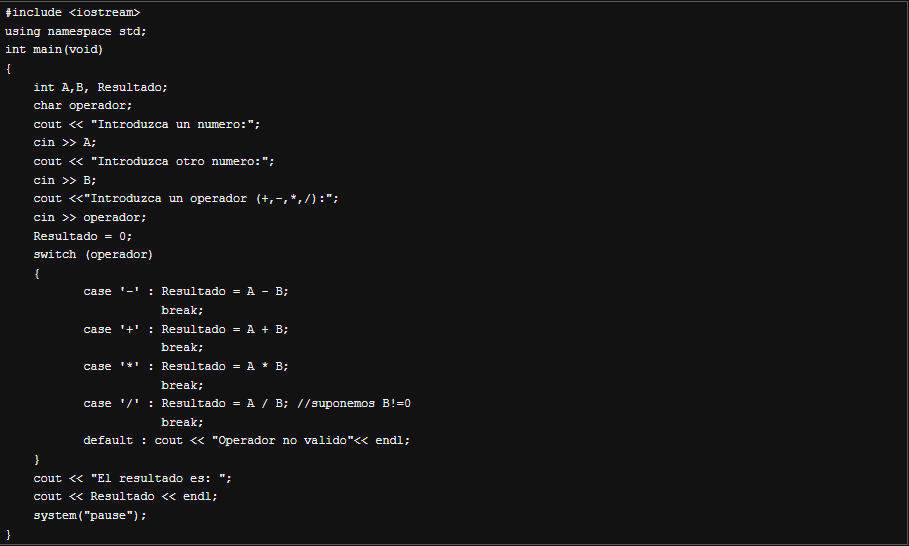 #include <iostream>
using namespace std;
int main(void)
{
    int A,B, Resultado;
    char operador;
    cout << "Introduzca un numero:";
    cin >> A;
    cout << "Introduzca otro numero:";
    cin >> B;
    cout <<"Introduzca un operador (+,-,*,/):";
    cin >> operador;
    Resultado = 0;
    switch (operador)
    {
           case '-' : Resultado = A - B;
                      break;
           case '+' : Resultado = A + B;
                      break;
           case '*' : Resultado = A * B;
                      break;
           case '/' : Resultado = A / B; //suponemos B!=0
                      break;
           default : cout << "Operador no valido"<< endl;
    }
    cout << "El resultado es: ";
    cout << Resultado << endl;
    system("pause");
}